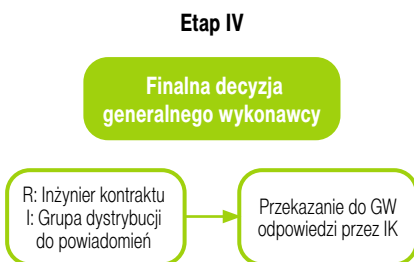 Etap IV
Finalna decyzja
generalnego wykonawcy
R: Inżynier kontraktu
I: Grupa dystrybucji
do powiadomień
Przekazanie do GW
odpowiedzi przez IK